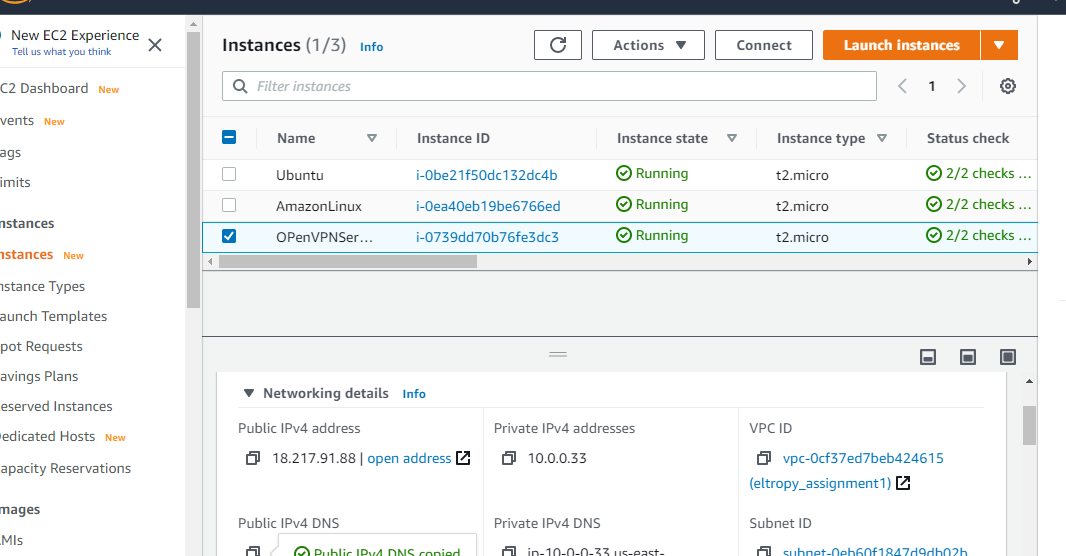 New EC2 Experience
Tell us what you think
C2 Dashboard New
vents New
ags
imits
nstances
nstances New
nstance Types
aunch Templates
pot Requests
avings Plans
eserved Instances
edicated Hosts New
apacity Reservations
mages
MIs
Instances (1/3) Info
Actions
Connect
Launch instances
Filter instances
1
Name Instance ID Instance state Instance type Status check
Ubuntu i-0be21f50dc132dc4b Running t2.micro 2/2 checks ...
AmazonLinux i-0ea40eb19be6766ed Running t2.micro 2/2 checks ...
OPenVPNSer... i-0739dd70b76fe3dc3 Running t2.micro 2/2 checks ...
Networking details Info
Public IPv4 address Private IPv4 addresses VPC ID
18.217.91.88 | open address 10.0.0.33 vpc-0cf37ed7beb424615
(eltropy_assignment1)
Public IPv4 DNS Private IPv4 DNS Subnet ID
Public IPv4 DNS copied ip-10-0-0-33.us-east- subnet-0eb60f1847d9db02b